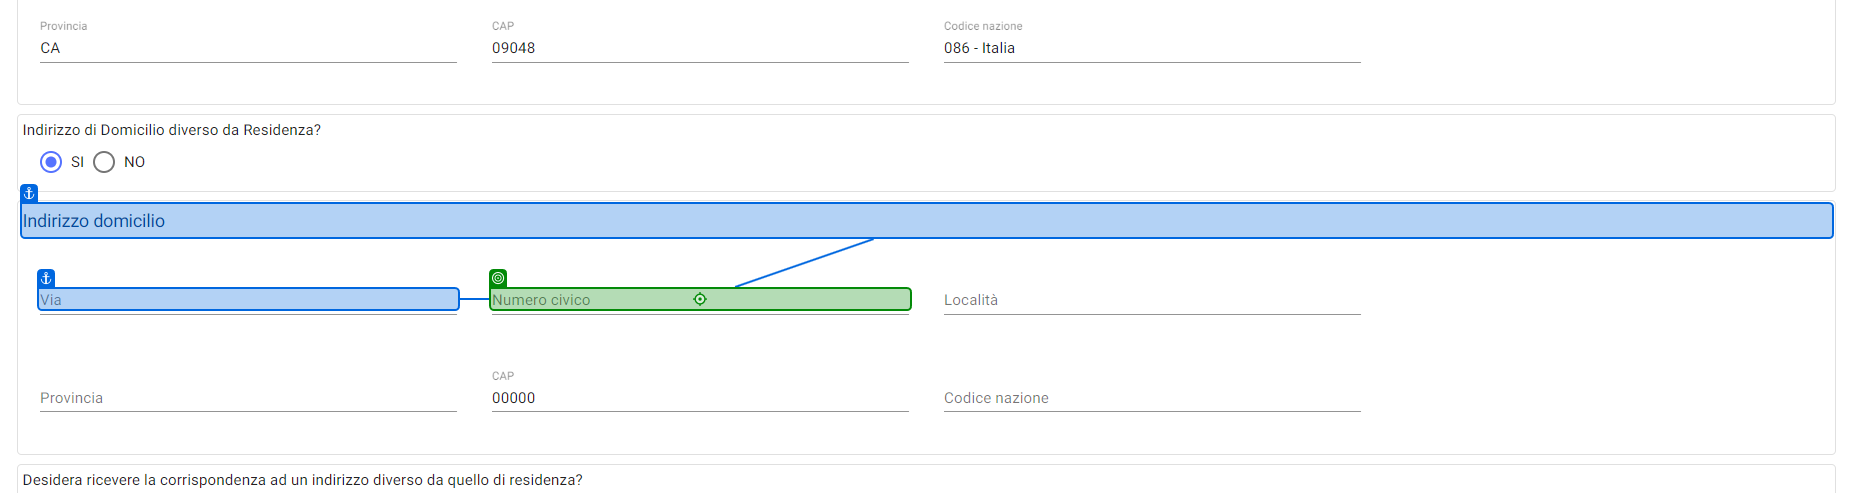 Provincia CAP Codice nazione
CA 09048 086 - Italia
Indirizzo di Domicilio diverso da Residenza?
SI NO
Indirizzo domicilio
Via Numero civico Località
CAP
Provincia 00000 Codice nazione
Desidera ricevere la corrispondenza ad un indirizzo diverso da quello di residenza?